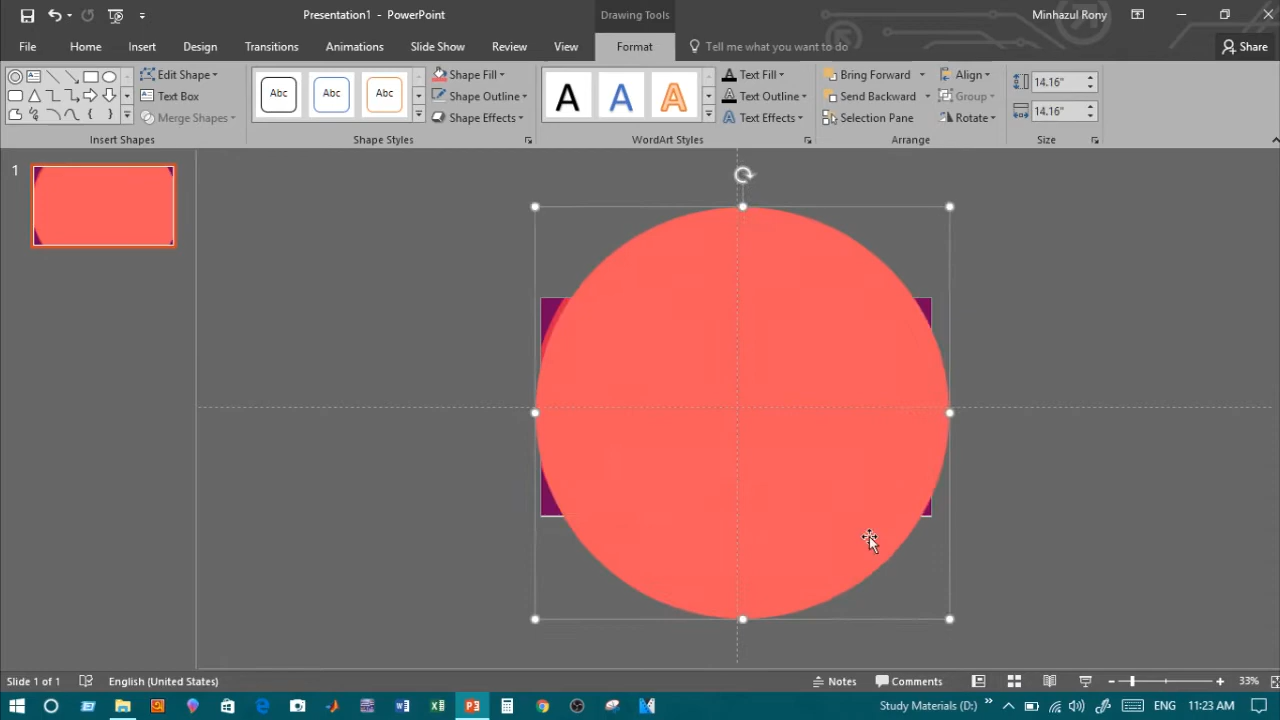 Presentation1 - PowerPoint
Drawing Tools
Minhazul Rony
File
Home
Insert
Design
Transitions
Animations
Slide Show
Review
View
Format
Tell me what you want to do
Share
Edit Shape
Text Box
Merge Shapes
Insert Shapes
Abc
Abc
Abc
Shape Fill
Shape Outline
Shape Effects
Shape Styles
A
A
A
Text Fill
Text Outline
Text Effects
WordArt Styles
Bring Forward
Send Backward
Selection Pane
Align
Group
Rotate
Arrange
14.16"
14.16"
Size
1
Slide 1 of 1
English (United States)
Notes
Comments
33%
Study Materials (D:)
ENG
11:23 AM